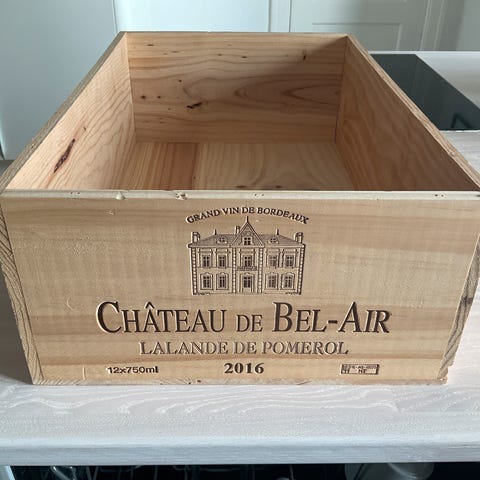 GRAND VIN DE BORDEAUX
CHÂTEAU DE BEL-AIR
LALANDE DE POMEROL
12x750ml
2016